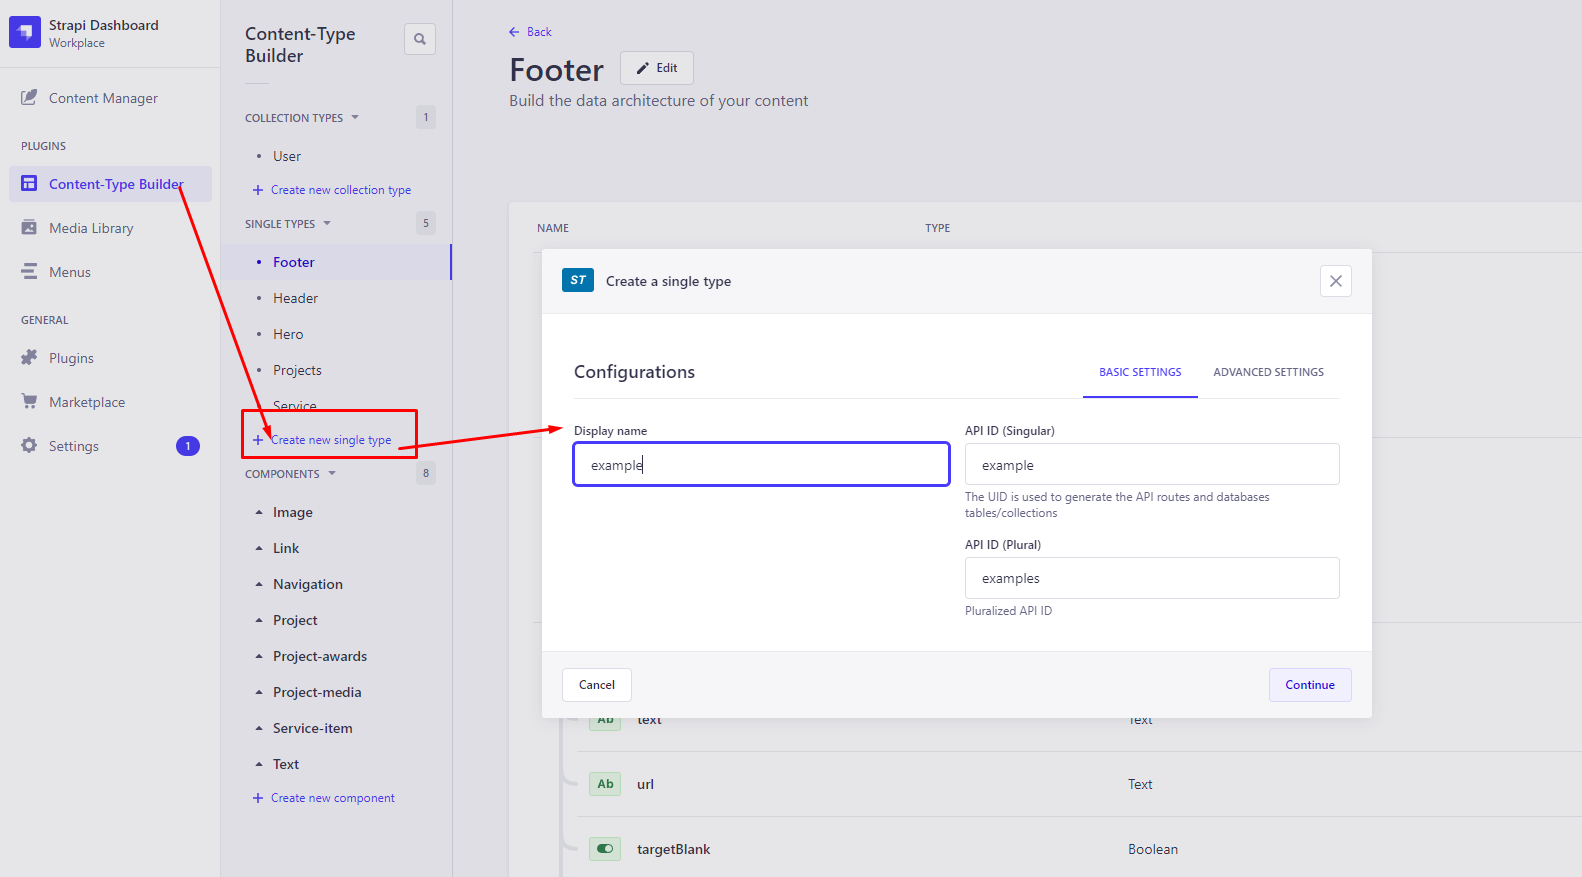 Strapi Dashboard
Workplace
Content Manager
PLUGINS
Content-Type Builder
Media Library
Menus
GENERAL
Plugins
Marketplace
Settings
1
Content-Type
Builder
COLLECTION TYPES
1
User
Create new collection type
SINGLE TYPES
5
Footer
Header
Hero
Projects
Service
Create new single type
COMPONENTS
8
Image
Link
Navigation
Project
Project-awards
Project-media
Service-item
Text
Create new component
Back
Footer
Edit
Build the data architecture of your content
NAME TYPE
ST Create a single type
Configurations
BASIC SETTINGS ADVANCED SETTINGS
Display name
example
API ID (Singular)
example
The UID is used to generate the API routes and databases
tables/collections
API ID (Plural)
examples
Pluralized API ID
Cancel Continue
Ab text Text
Ab url Text
targetBlank Boolean